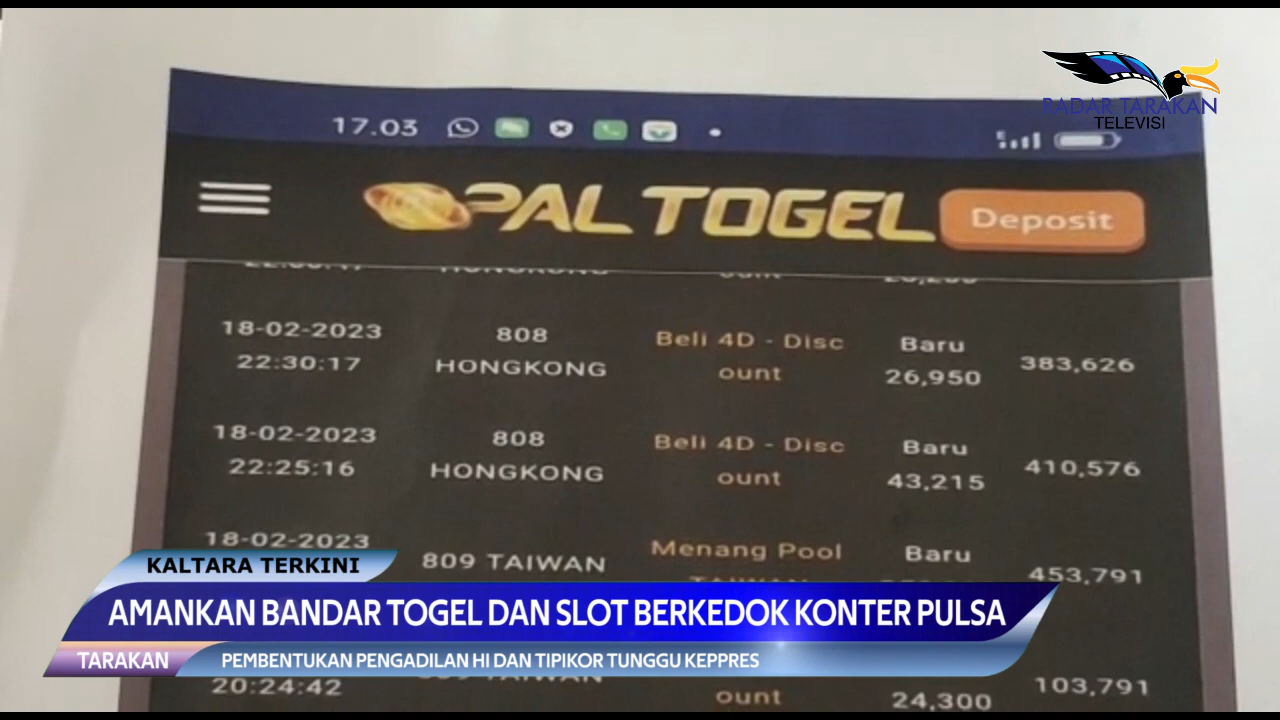 RADAR TARAKAN
TELEVISI
17.03
PAL TOGEL
Deposit
18-02-2023
22:30:17
808
HONGKONG
Beli 4D - Disc
ount
Baru
26,950
383,626
18-02-2023
22:25:16
808
HONGKONG
Beli 4D - Disc
ount
Baru
43,215
410,576
18-02-2023
809 TAIWAN
Menang Pool
Baru
453,791
KALTARA TERKINI
AMANKAN BANDAR TOGEL DAN SLOT BERKEDOK KONTER PULSA
TARAKAN
PEMBENTUKAN PENGADILAN HI DAN TIPIKOR TUNGGU KEPPRES
20:24:42
ount
24,300
103,791